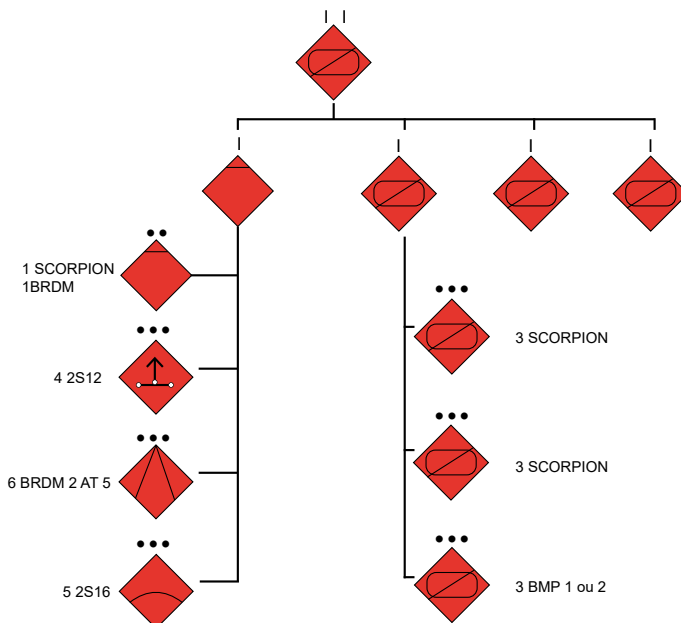 1 SCORPION
1BRDM
3 SCORPION
4 2S12
3 SCORPION
6 BRDM 2 AT 5
5 2S16
3 BMP 1 ou 2